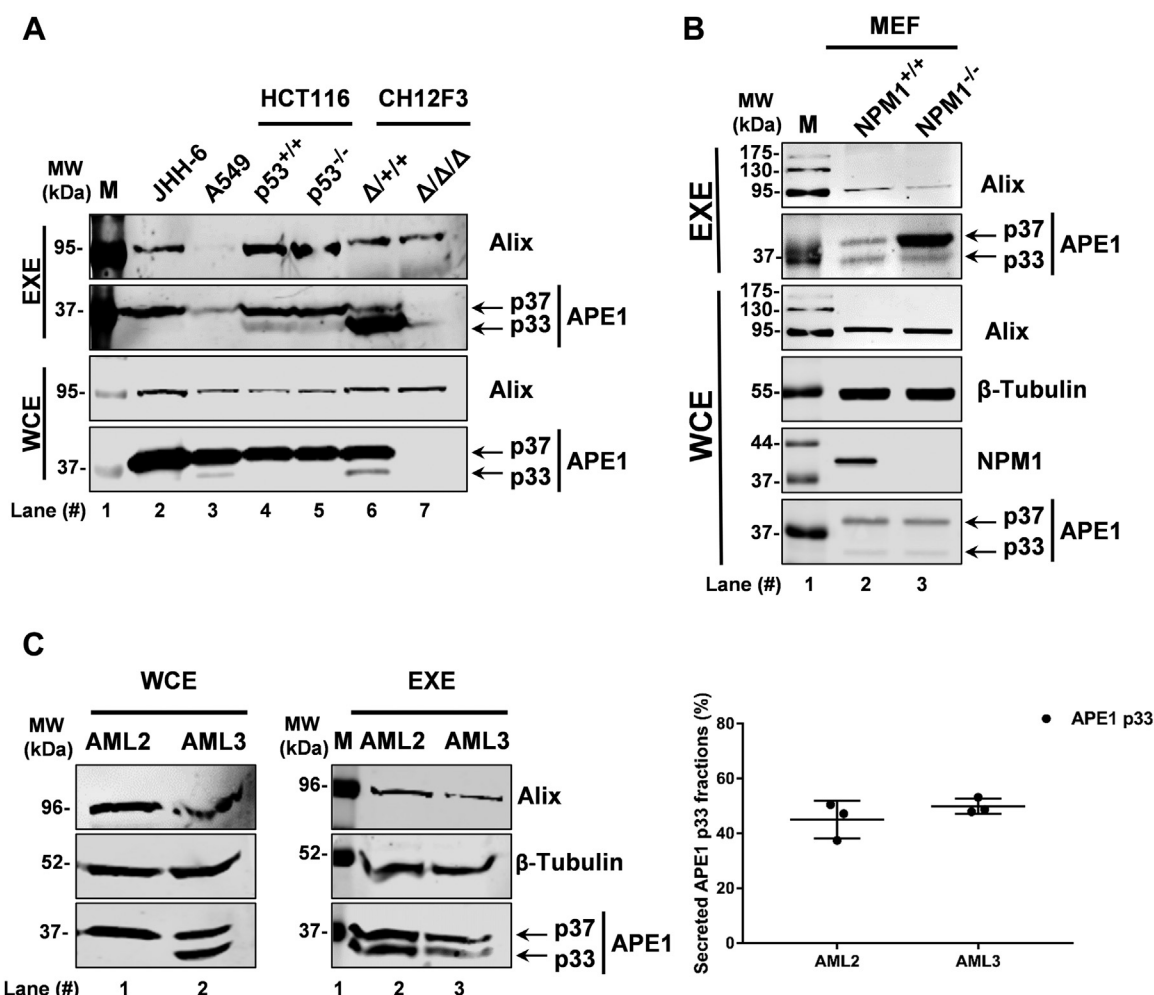 A
HCT116 CH12F3
MW
(kDa) M JHH-6 A549 p53+/+ p53-/- Δ/+/+ Δ/Δ/Δ
EXE
95- Alix
37- p37
p33 APE1
WCE
95- Alix
37- p37
p33 APE1
Lane (#) 1 2 3 4 5 6 7
B
MEF
MW
(kDa) M NPM1+/+ NPM1-/-
EXE
175-
130-
95- Alix
37- p37
p33 APE1
WCE
175-
130-
95- Alix
55- β-Tubulin
44-
37- NPM1
37- p37
p33 APE1
Lane (#) 1 2 3
C
WCE EXE
MW
(kDa) AML2 AML3
MW
(kDa) M AML2 AML3
96- 96- Alix
52- 52- β-Tubulin
37- 37- p37
p33 APE1
Lane (#) 1 2 1 2 3
Secreted APE1 p33 fractions (%)
80
60
40
20
0
AML2 AML3
APE1 p33